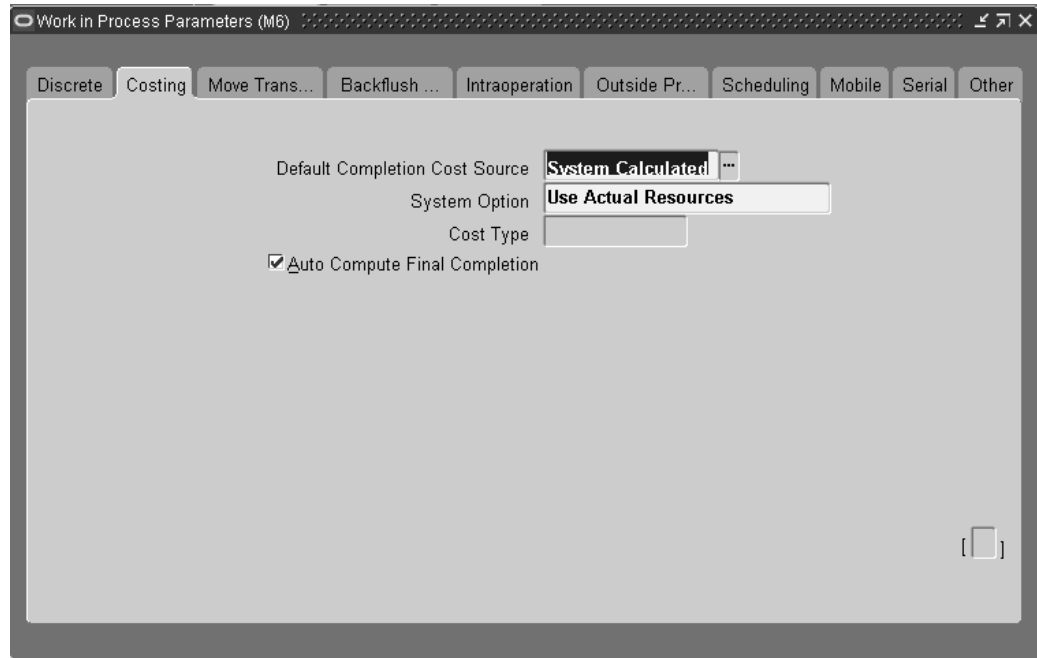 Work in Process Parameters (M6)
Discrete Costing Move Trans... Backflush ... Intraoperation Outside Pr... Scheduling Mobile Serial Other
Default Completion Cost Source System Calculated ...
System Option Use Actual Resources
Cost Type
Auto Compute Final Completion
[ ]